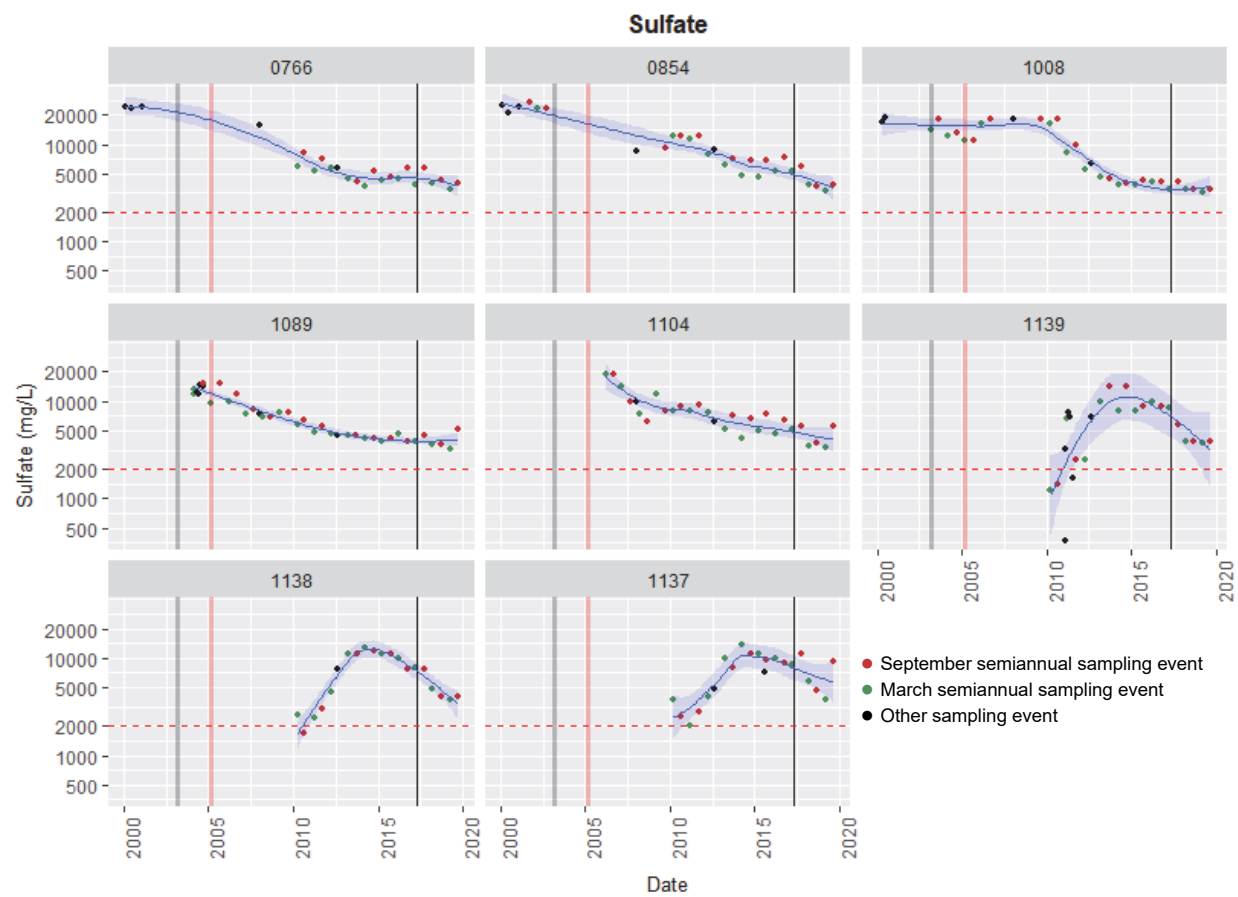 Sulfate
0766 0854 1008
20000
10000
5000
2000
1000
500
1089 1104 1139
20000
10000
5000
2000
1000
500
2000 2005 2010 2015 2020
1138 1137
20000
10000
5000
2000
1000
500
2000 2005 2010 2015 2020
2000 2005 2010 2015 2020
Sulfate (mg/L)
Date
September semiannual sampling event
March semiannual sampling event
Other sampling event